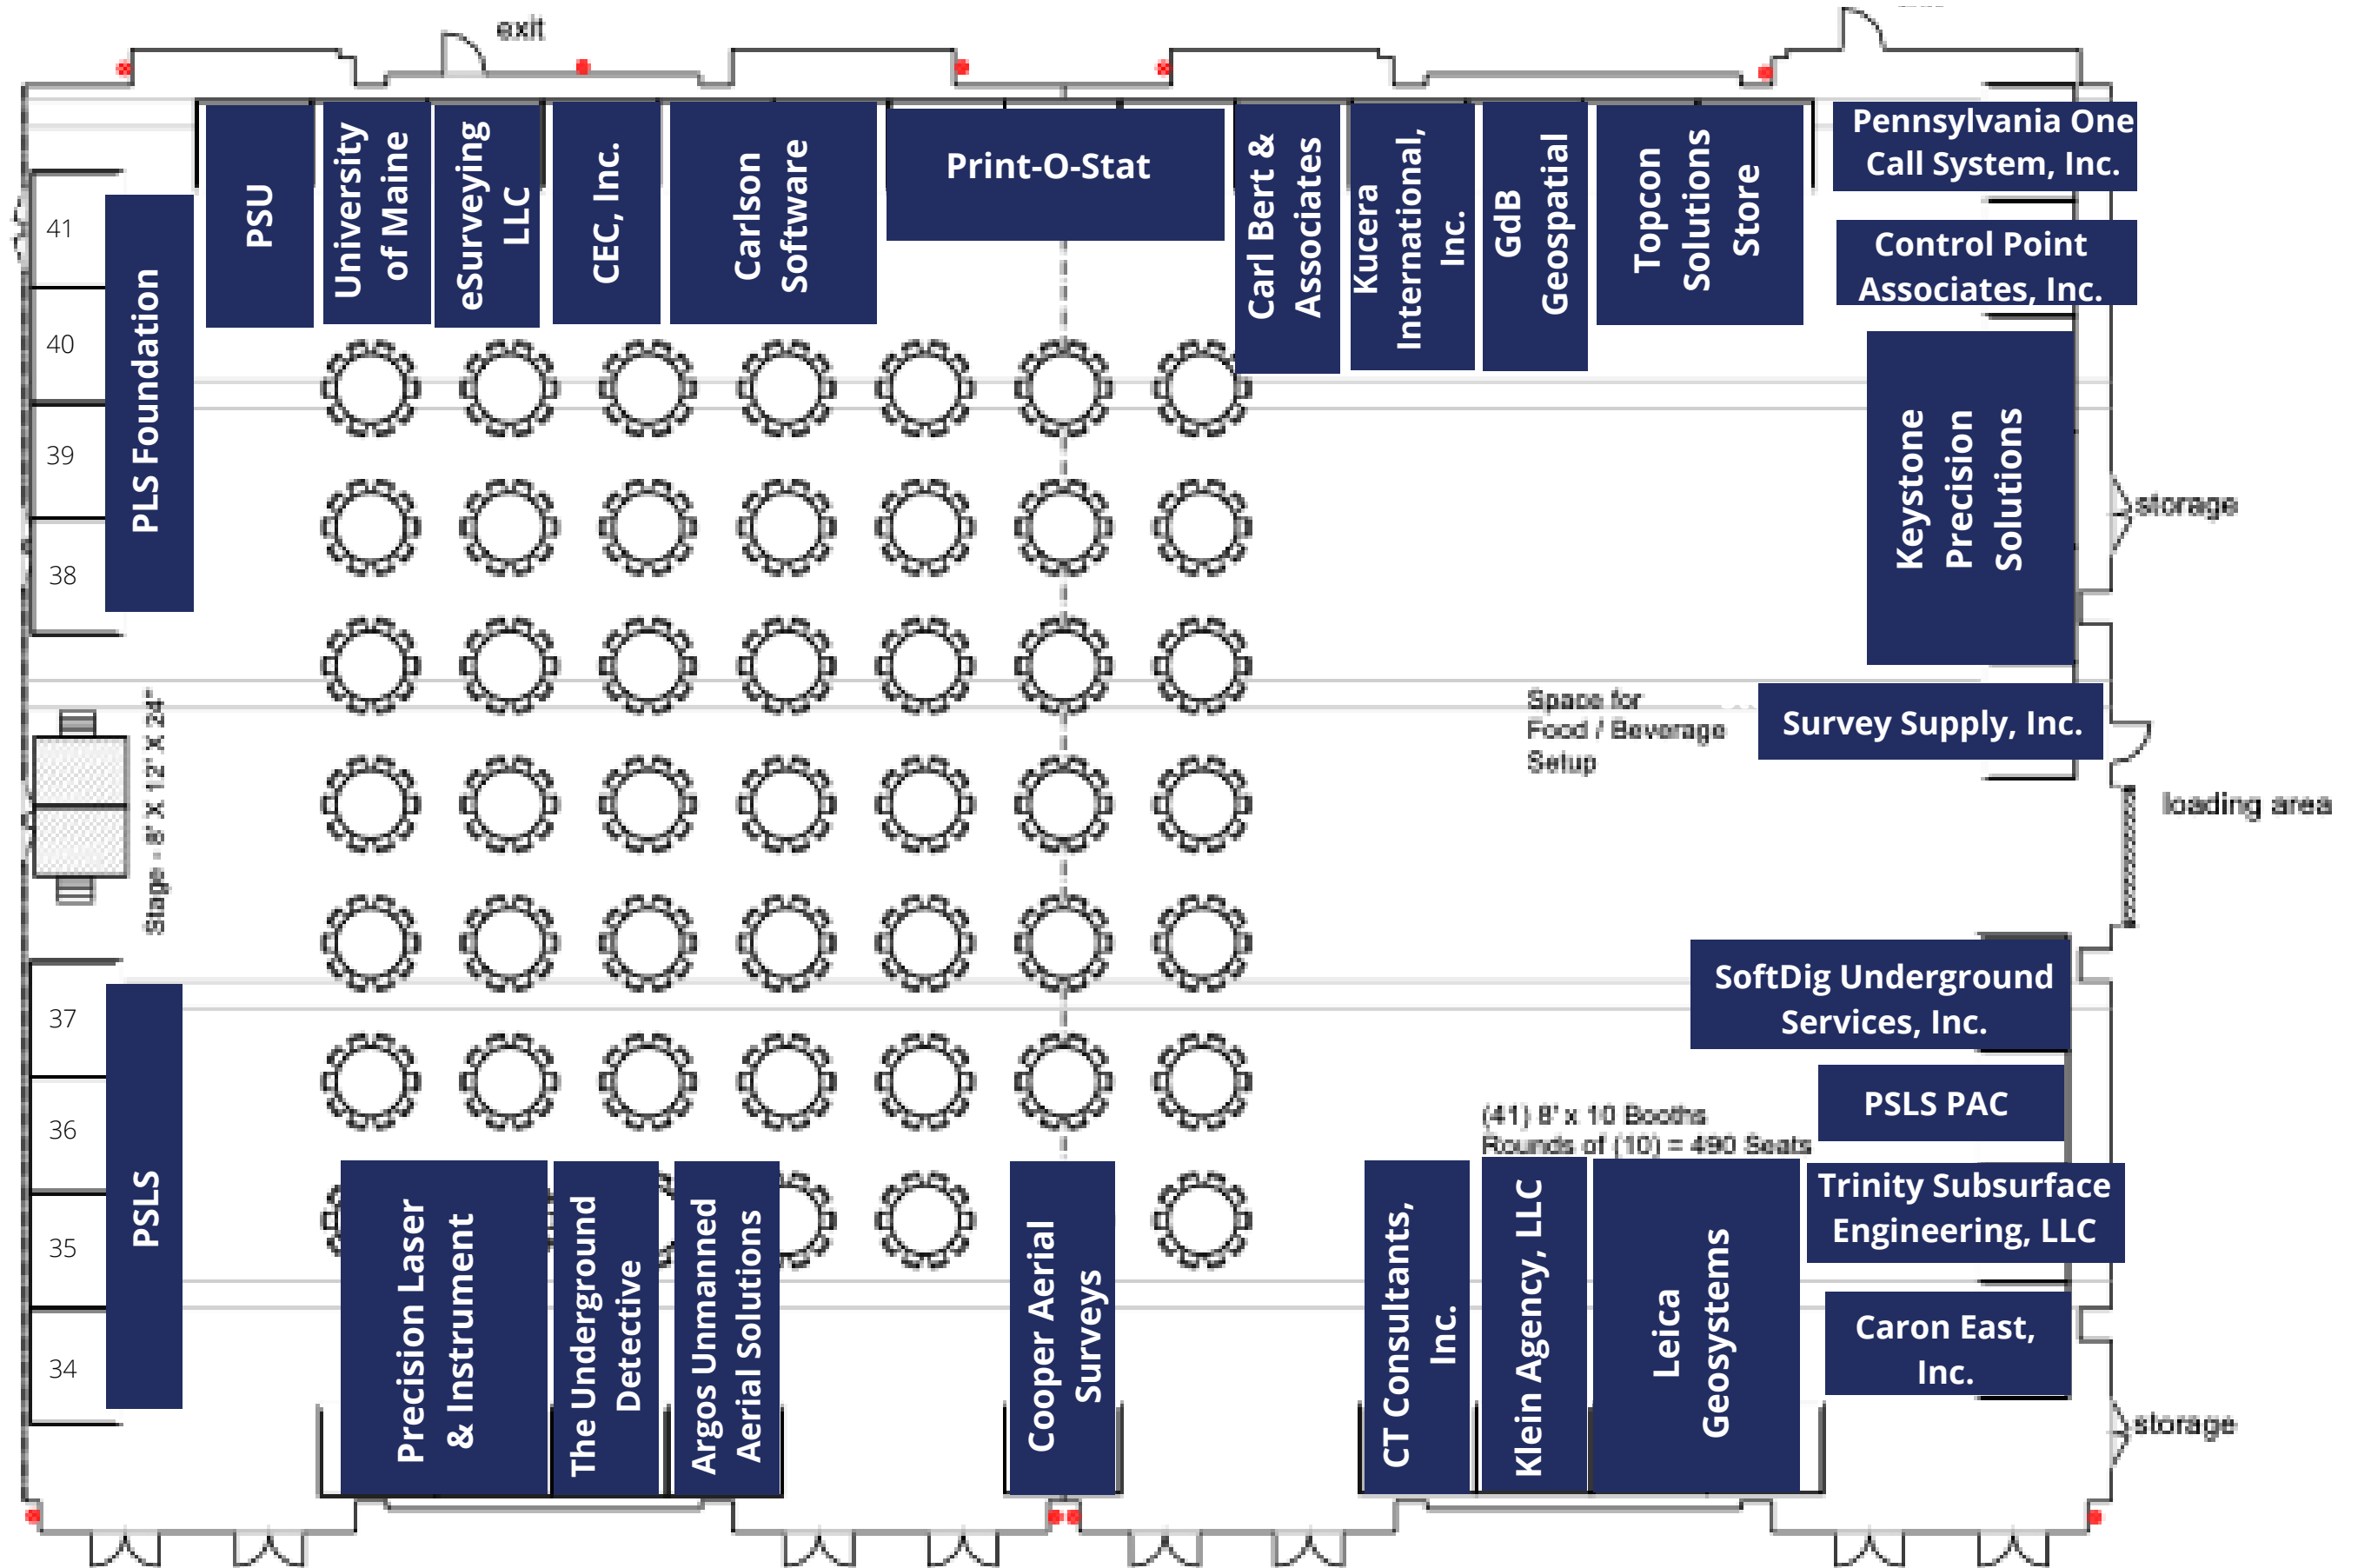 exit
PSU
University
of Maine
eSurveying
LLC
CEC, Inc.
Carlson
Software
Print-O-Stat
Carl Bert &
Associates
Kucera
International,
Inc.
GdB
Geospatial
Topcon
Solutions
Store
Pennsylvania One
Call System, Inc.
Control Point
Associates, Inc.
41
40
39
38
PLS Foundation
Keystone
Precision
Solutions
storage
Stage - 8' X 12' X 24"
Space for
Food / Beverage
Setup
Survey Supply, Inc.
loading area
SoftDig Underground
Services, Inc.
37
36
35
34
PSLS
(41) 8' x 10 Booths
Rounds of (10) = 490 Seats
PSLS PAC
Trinity Subsurface
Engineering, LLC
Caron East,
Inc.
Precision Laser
& Instrument
The Underground
Detective
Argos Unmanned
Aerial Solutions
Cooper Aerial
Surveys
CT Consultants,
Inc.
Klein Agency, LLC
Leica
Geosystems
storage